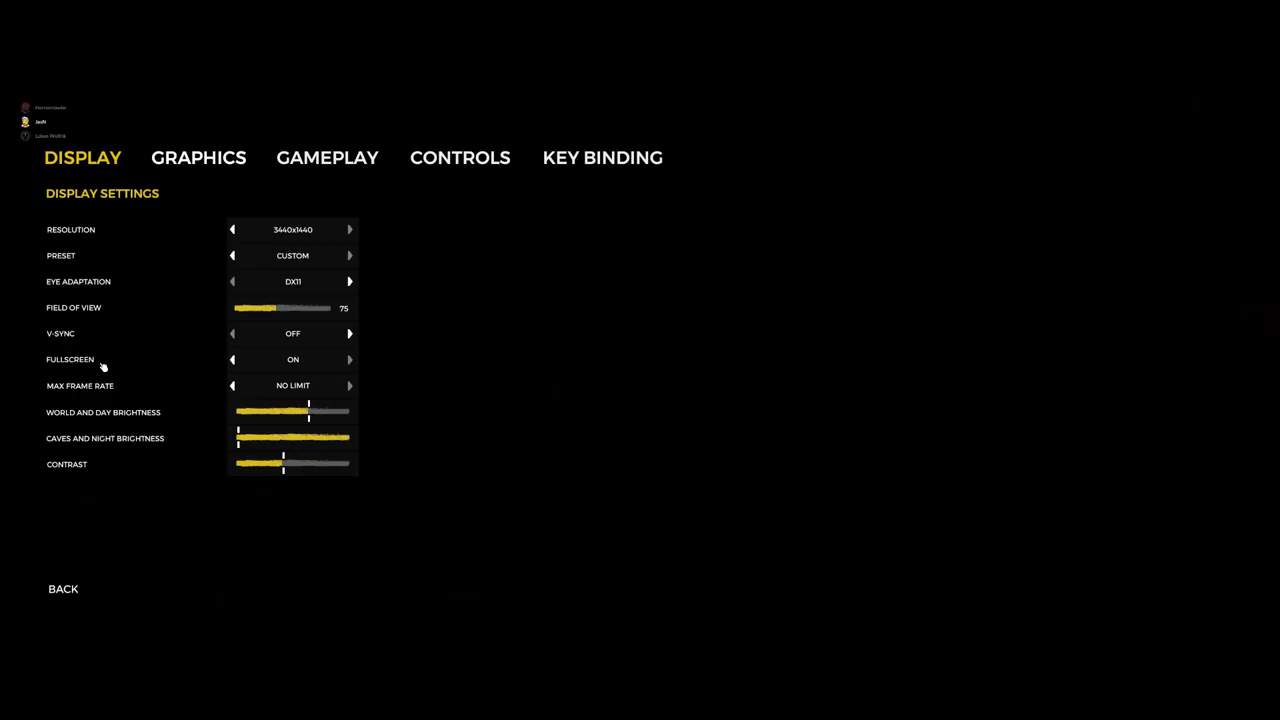 JaxN
DISPLAY GRAPHICS GAMEPLAY CONTROLS KEY BINDING
DISPLAY SETTINGS
RESOLUTION 3440x1440
PRESET CUSTOM
EYE ADAPTATION DX11
FIELD OF VIEW 75
V-SYNC OFF
FULLSCREEN ON
MAX FRAME RATE NO LIMIT
WORLD AND DAY BRIGHTNESS
CAVES AND NIGHT BRIGHTNESS
CONTRAST
BACK